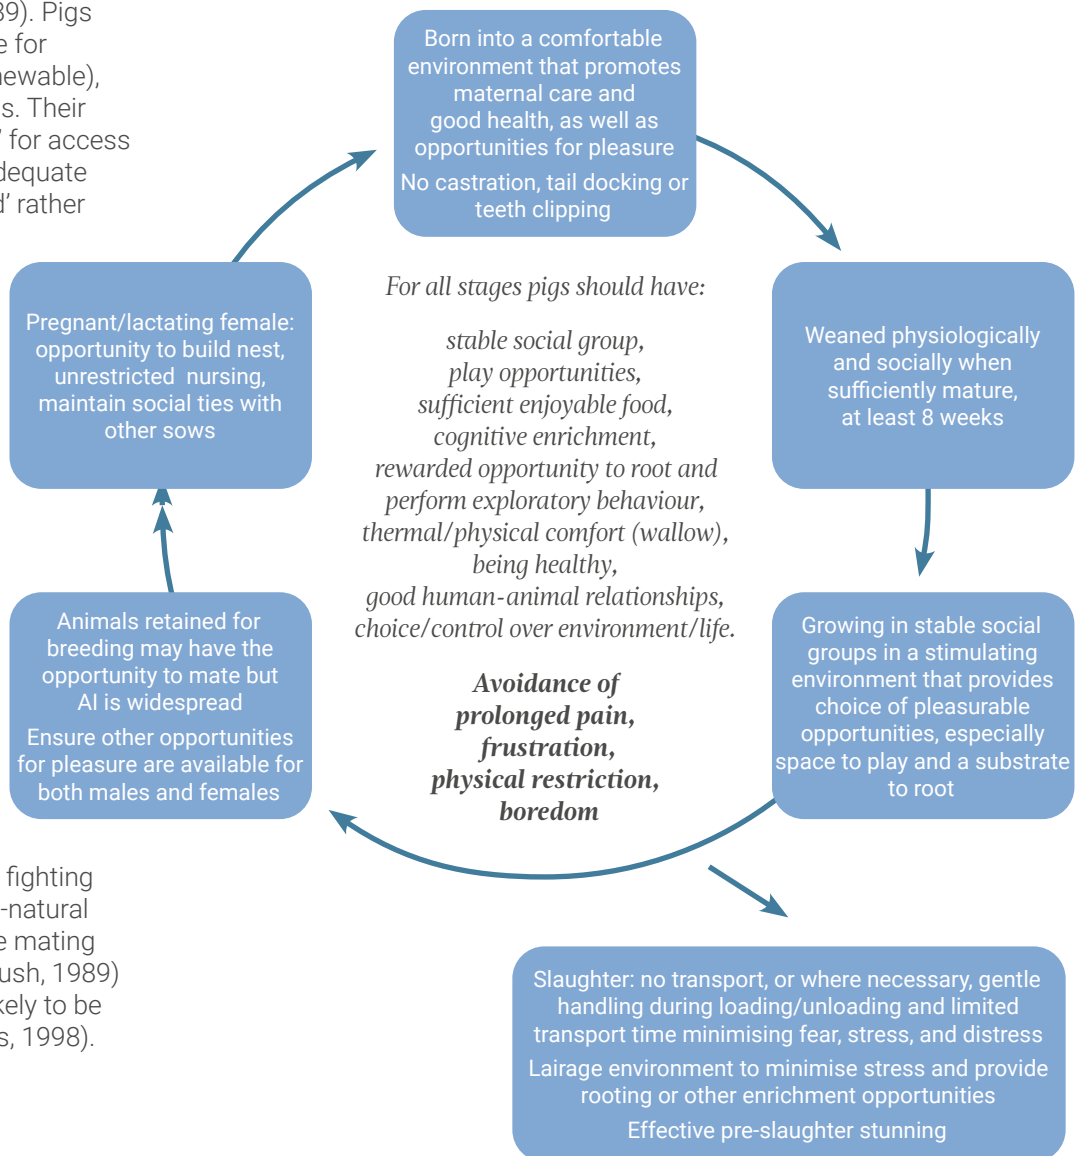 39). Pigs
e for
newable),
s. Their
’ for access
dequate
d’ rather
Born into a comfortable
environment that promotes
maternal care and
good health, as well as
opportunities for pleasure
No castration, tail docking or
teeth clipping
Weaned physiologically
and socially when
sufficiently mature,
at least 8 weeks
Growing in stable social
groups in a stimulating
environment that provides
choice of pleasurable
opportunities, especially
space to play and a substrate
to root
Slaughter: no transport, or where necessary, gentle
handling during loading/unloading and limited
transport time minimising fear, stress, and distress
Lairage environment to minimise stress and provide
rooting or other enrichment opportunities
Effective pre-slaughter stunning
Animals retained for
breeding may have the
opportunity to mate but
AI is widespread
Ensure other opportunities
for pleasure are available for
both males and females
Pregnant/lactating female:
opportunity to build nest,
unrestricted nursing,
maintain social ties with
other sows
For all stages pigs should have:
stable social group,
play opportunities,
sufficient enjoyable food,
cognitive enrichment,
rewarded opportunity to root and
perform exploratory behaviour,
thermal/physical comfort (wallow),
being healthy,
good human-animal relationships,
choice/control over environment/life.
Avoidance of
prolonged pain,
frustration,
physical restriction,
boredom
fighting
-natural
e mating
ush, 1989)
kely to be
s, 1998).